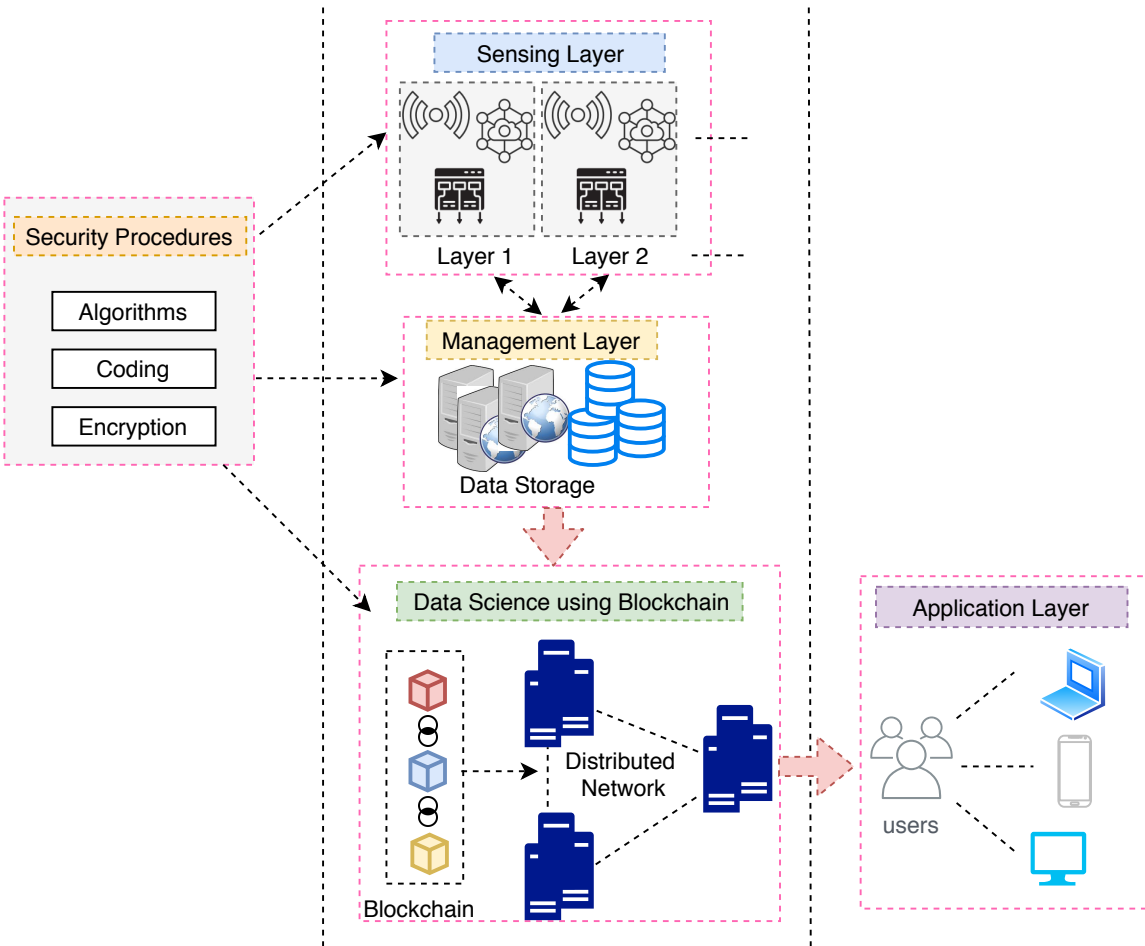 Sensing Layer
Layer 1
Layer 2
Security Procedures
Algorithms
Coding
Encryption
Management Layer
Data Storage
Data Science using Blockchain
Distributed
Network
Blockchain
Application Layer
users